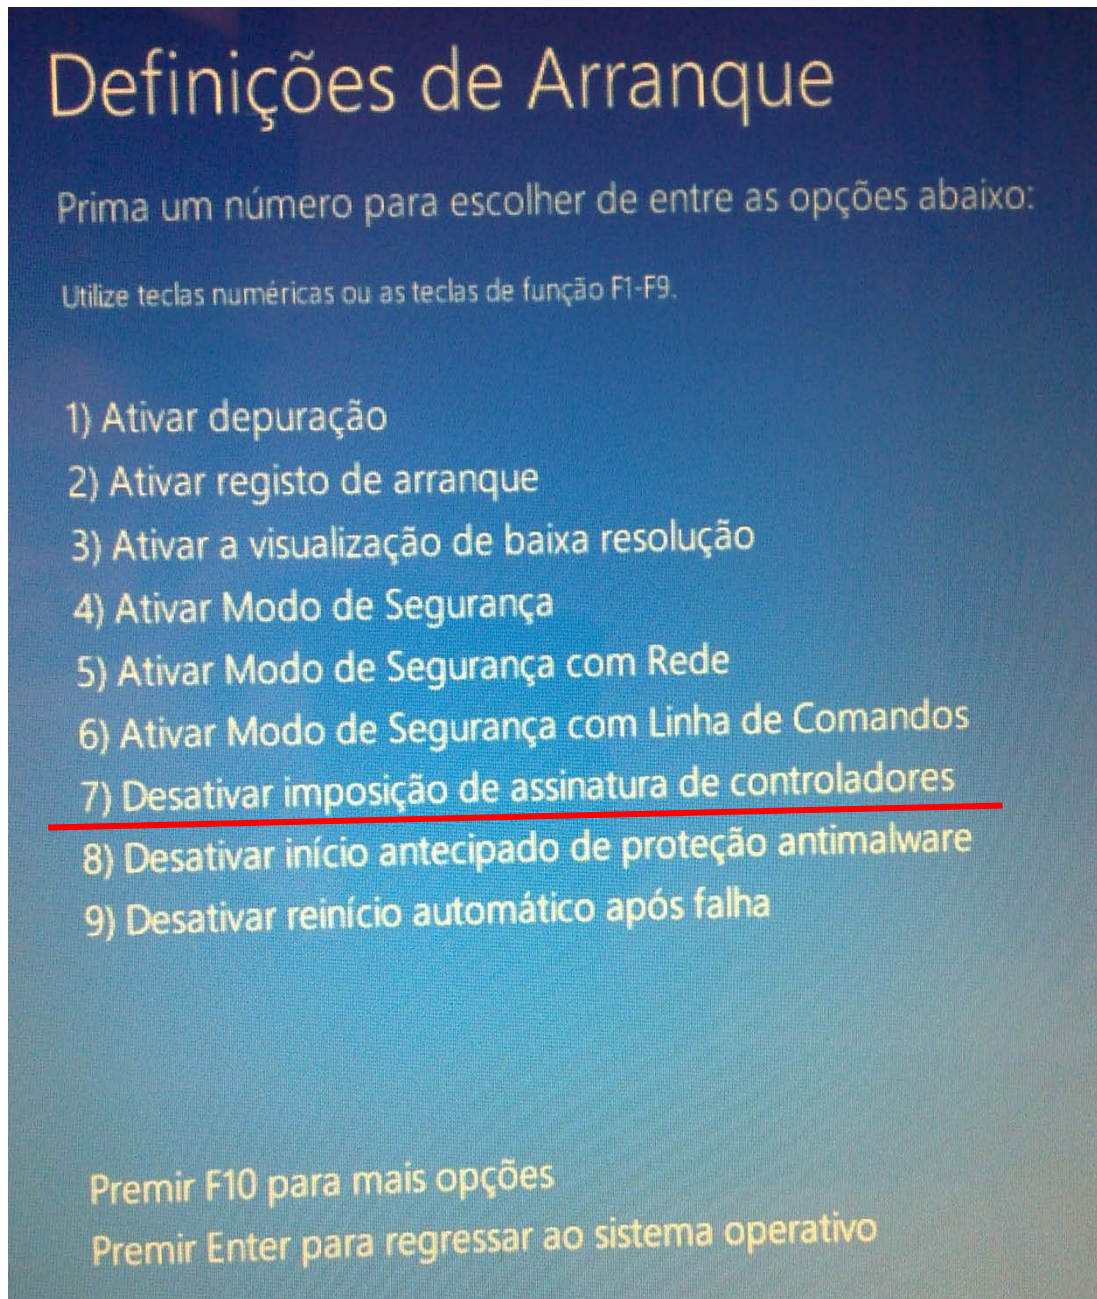 Definições de Arranque
Prima um número para escolher de entre as opções abaixo:
Utilize teclas numéricas ou as teclas de função F1-F9.
1) Ativar depuração
2) Ativar registo de arranque
3) Ativar a visualização de baixa resolução
4) Ativar Modo de Segurança
5) Ativar Modo de Segurança com Rede
6) Ativar Modo de Segurança com Linha de Comandos
7) Desativar imposição de assinatura de controladores
8) Desativar início antecipado de proteção antimalware
9) Desativar reinício automático após falha
Premir F10 para mais opções
Premir Enter para regressar ao sistema operativo